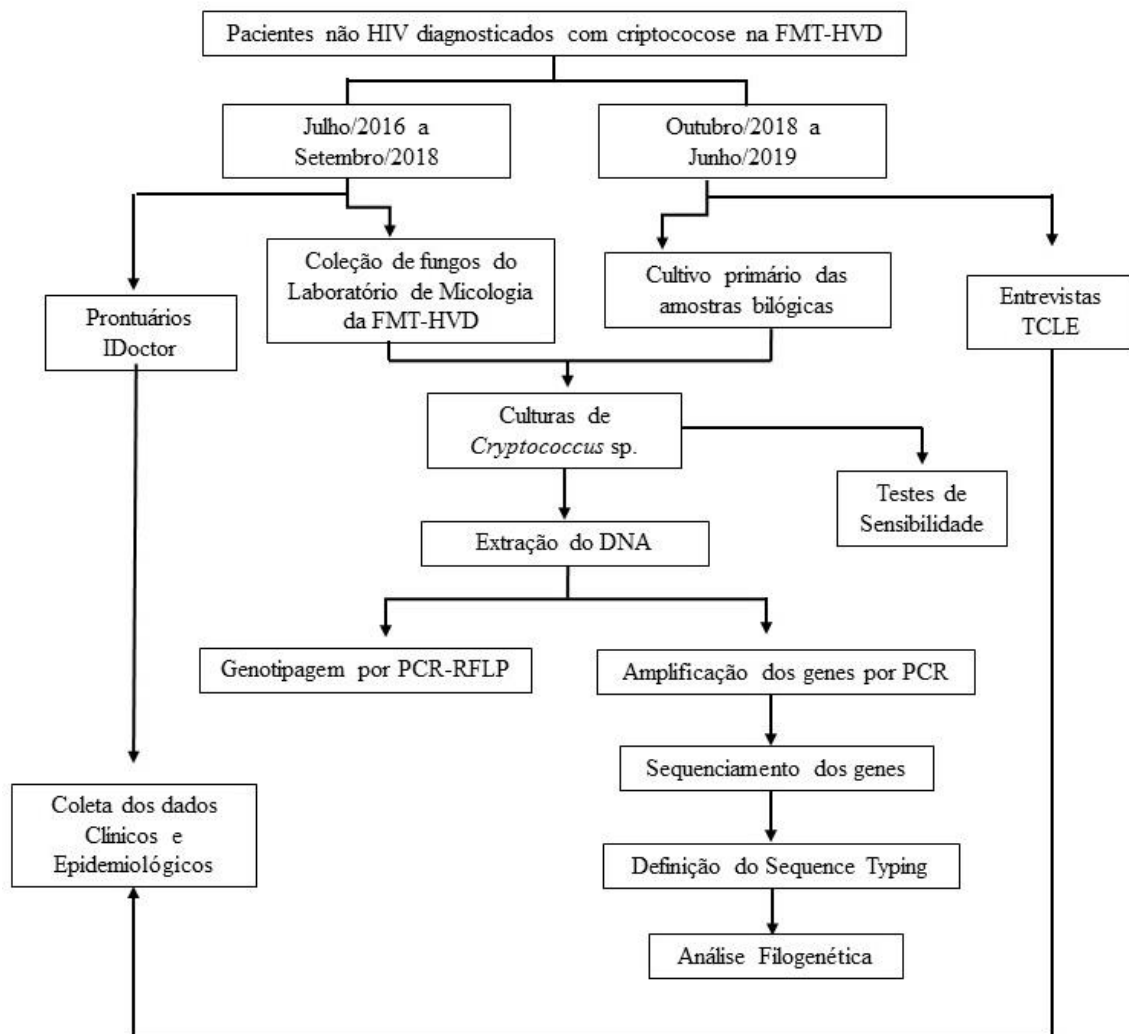 Pacientes não HIV diagnosticados com criptococose na FMT-HVD
Julho/2016 a
Setembro/2018
Outubro/2018 a
Junho/2019
Coleção de fungos do
Laboratório de Micologia
da FMT-HVD
Cultivo primário das
amostras bilógicas
Prontuários
IDoctor
Entrevistas
TCLE
Culturas de
Cryptococcus sp.
Testes de
Sensibilidade
Extração do DNA
Genotipagem por PCR-RFLP
Amplificação dos genes por PCR
Sequenciamento dos genes
Coleta dos dados
Clínicos e
Epidemiológicos
Definição do Sequence Typing
Análise Filogenética